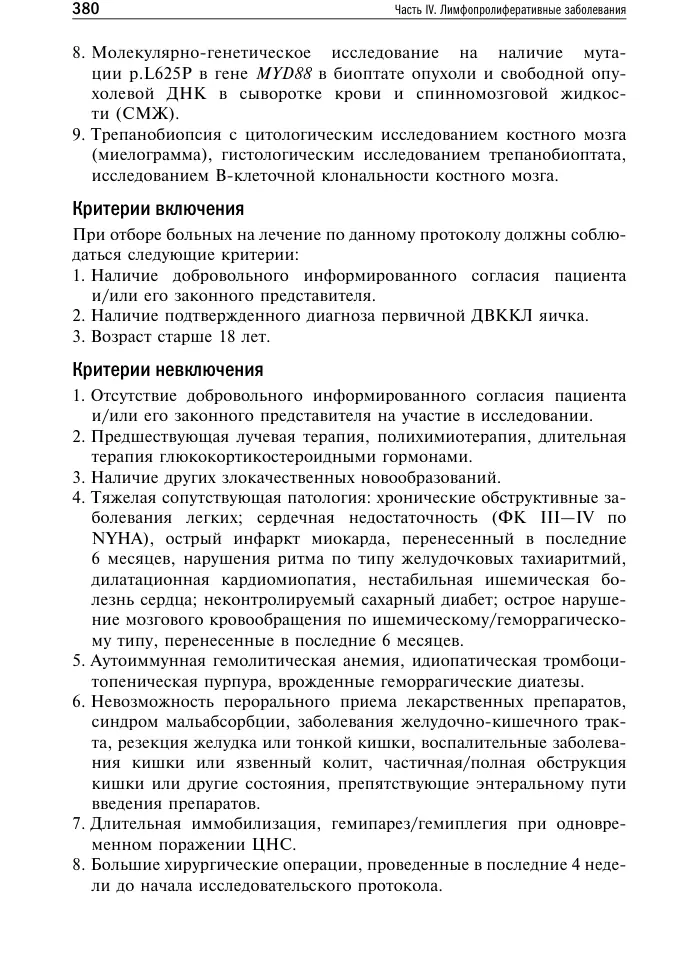 380
Часть IV. Лимфопролиферативные заболевания
8. Молекулярно-генетическое исследование на наличие мута-
ции p.L625P в гене MYD88 в биоптате опухоли и свободной опу-
холевой ДНК в сыворотке крови и спинномозговой жидкос-
ти (СМЖ).
9. Трепанобиопсия с цитологическим исследованием костного мозга
(миелограмма), гистологическим исследованием трепанобиоптата,
исследованием В-клеточной клональности костного мозга.
Критерии включения
При отборе больных на лечение по данному протоколу должны соблю-
даться следующие критерии:
1. Наличие добровольного информированного согласия пациента
и/или его законного представителя.
2. Наличие подтвержденного диагноза первичной ДВККЛ яичка.
3. Возраст старше 18 лет.
Критерии невключения
1. Отсутствие добровольного информированного согласия пациента
и/или его законного представителя на участие в исследовании.
2. Предшествующая лучевая терапия, полихимиотерапия, длительная
терапия глюкокортикостероидными гормонами.
3. Наличие других злокачественных новообразований.
4. Тяжелая сопутствующая патология: хронические обструктивные за-
болевания легких; сердечная недостаточность (ФК III—IV по
NYHA), острый инфаркт миокарда, перенесенный в последние
6 месяцев, нарушения ритма по типу желудочковых тахиаритмий,
дилатационная кардиомиопатия, нестабильная ишемическая бо-
лезнь сердца; неконтролируемый сахарный диабет; острое наруше-
ние мозгового кровообращения по ишемическому/геморрагическо-
му типу, перенесенные в последние 6 месяцев.
5. Аутоиммунная гемолитическая анемия, идиопатическая тромбоци-
топеническая пурпура, врожденные геморрагические диатезы.
6. Невозможность перорального приема лекарственных препаратов,
синдром мальабсорбции, заболевания желудочно-кишечного трак-
та, резекция желудка или тонкой кишки, воспалительные заболева-
ния кишки или язвенный колит, частичная/полная обструкция
кишки или другие состояния, препятствующие энтеральному пути
введения препаратов.
7. Длительная иммобилизация, гемипарез/гемиплегия при одновре-
менном поражении ЦНС.
8. Большие хирургические операции, проведенные в последние 4 неде-
ли до начала исследовательского протокола.